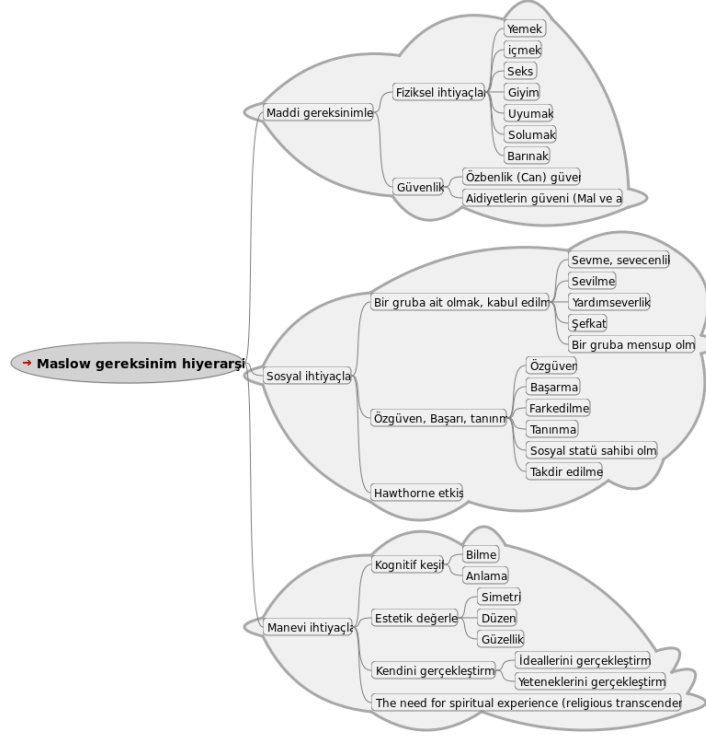 Yemek
içmek
Seks
Fiziksel ihtiyaçla
Giyim
Maddi gereksinimle
Uyumak
Solumak
Barınak
Güvenlik
Özbenlik (Can) güve
Aidiyetlerin güveni (Mal ve a
Sevme, sevecenli
Sevilme
Bir gruba ait olmak, kabul edilm
Yardımseverlik
Şefkat
Bir gruba mensup olm
→ Maslow gereksinim hiyerarşi
Sosyal ihtiyaçla
Özgüven
Başarma
Farkedilme
Özgüven, Başarı, tanınm
Tanınma
Sosyal statü sahibi olm
Takdir edilme
Hawthorne etkis
Kognitif keşif
Bilme
Anlama
Manevi ihtiyaçla
Estetik değerle
Simetri
Düzen
Güzellik
Kendini gerçekleştirm
İdeallerini gerçekleştirm
Yeteneklerini gerçekleştirm
The need for spiritual experience (religious transcender